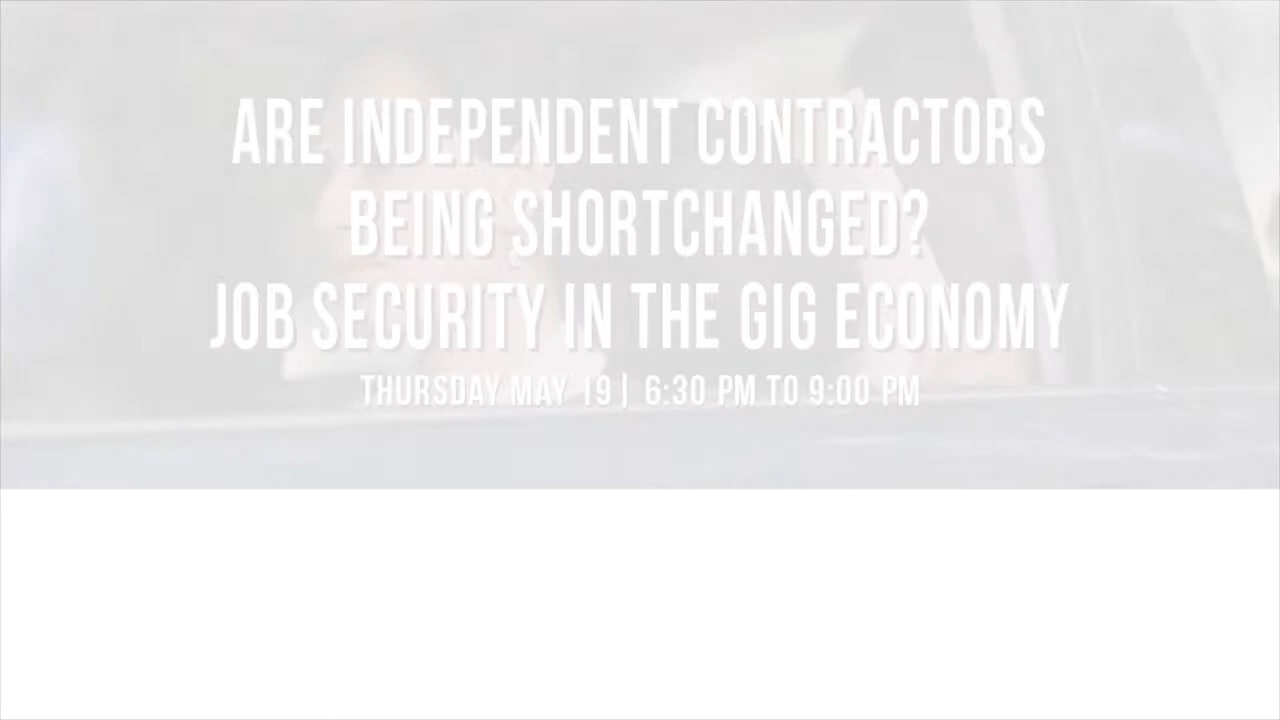 ARE INDEPENDENT CONTRACTORS
BEING SHORTCHANGED?
JOB SECURITY IN THE GIG ECONOMY
THURSDAY MAY 19 | 6:30 PM TO 9:00 PM